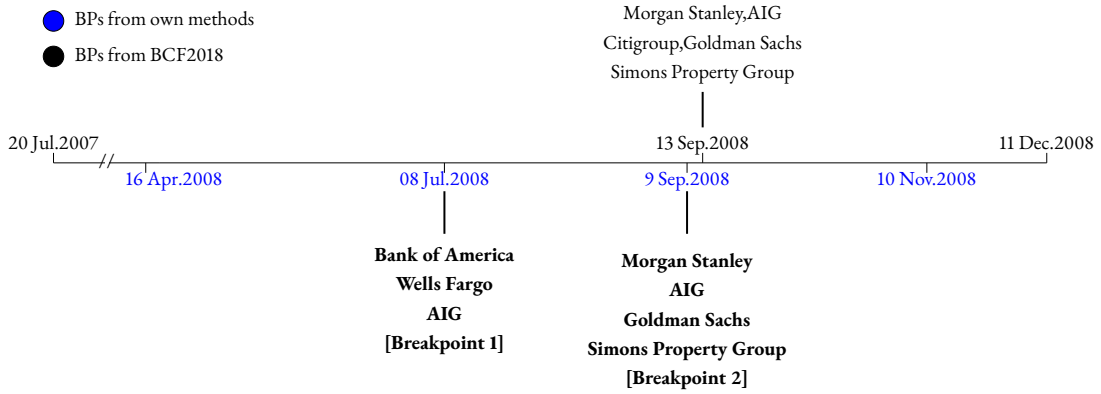 BPs from own methods
BPs from BCF2018
Morgan Stanley,AIG
Citigroup,Goldman Sachs
Simons Property Group
20 Jul.2007
13 Sep.2008
11 Dec.2008
16 Apr.2008
08 Jul.2008
9 Sep.2008
10 Nov.2008
Bank of America
Wells Fargo
AIG
[Breakpoint 1]
Morgan Stanley
AIG
Goldman Sachs
Simons Property Group
[Breakpoint 2]